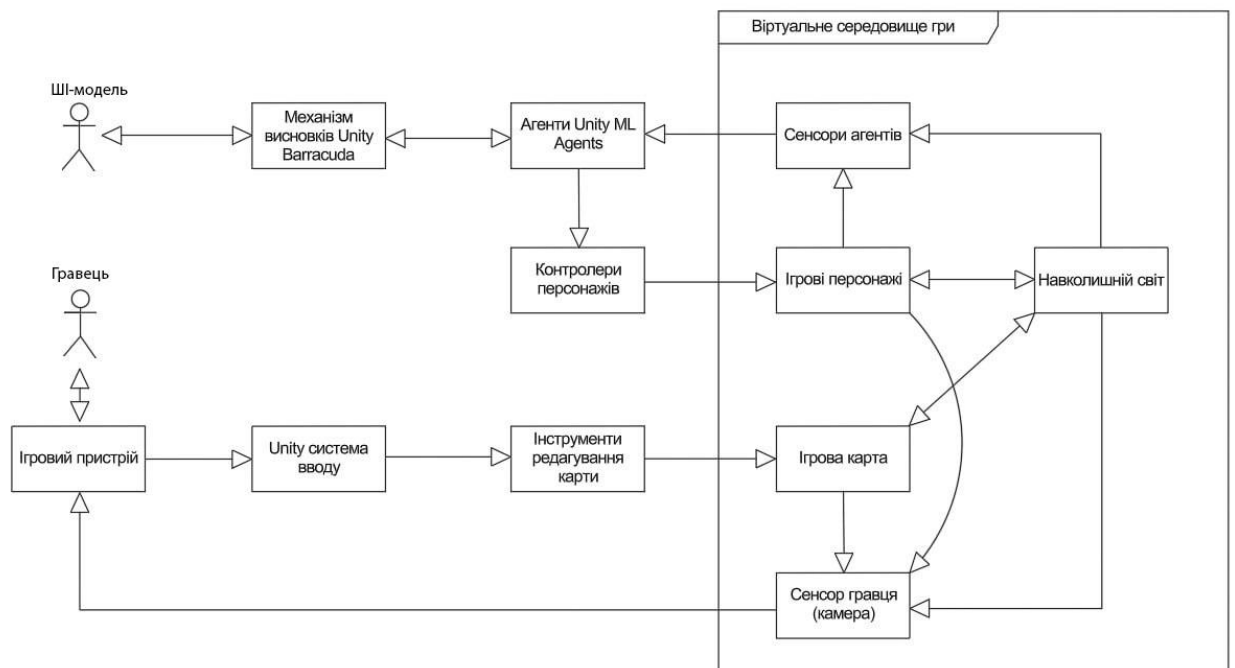 Віртуальне середовище гри
ШІ-модель
Механізм
висновків Unity
Barracuda
Агенти Unity ML
Agents
Сенсори агентів
Гравець
Контролери
персонажів
Ігрові персонажі
Навколишній світ
Ігровий пристрій
Unity система
вводу
Інструменти
редагування
карти
Ігрова карта
Сенсор гравця
(камера)